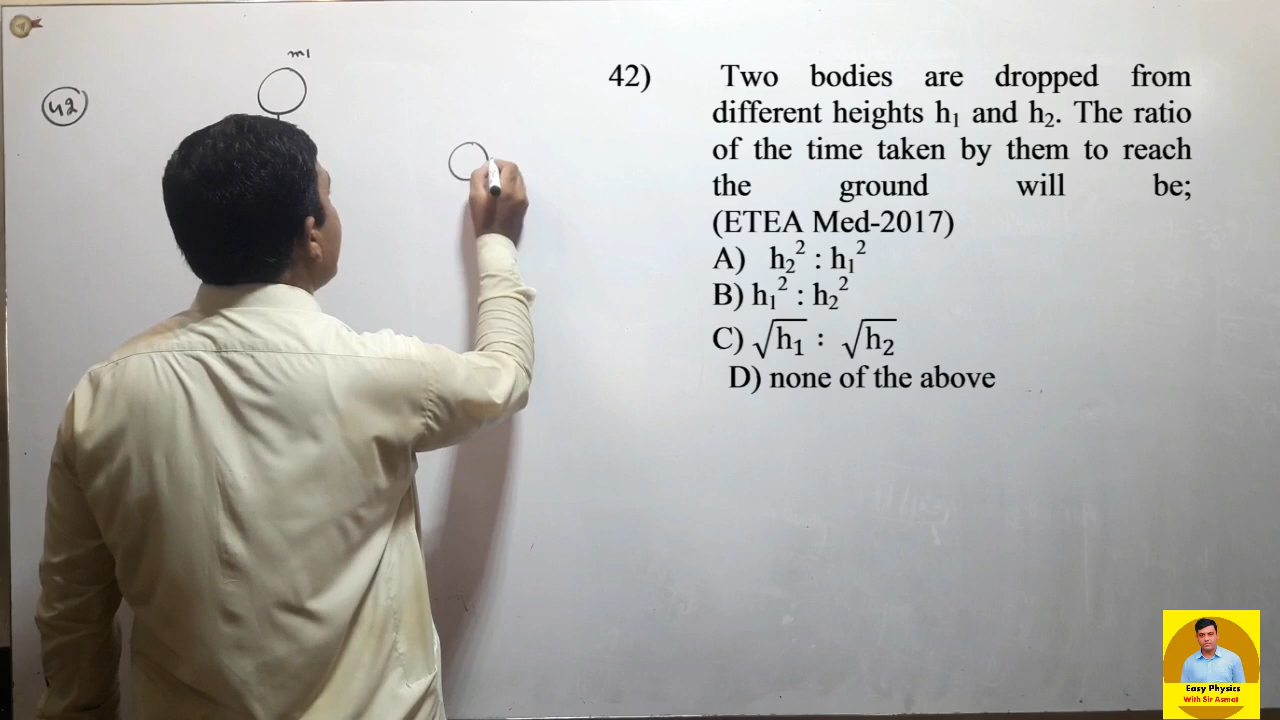 m1
42
42) Two bodies are dropped from
different heights h₁ and h₂. The ratio
of the time taken by them to reach
the ground will be;
(ETEA Med-2017)
A) h₂² : h₁²
B) h₁² : h₂²
C) √h₁ : √h₂
D) none of the above
Easy Physics
With Sir Asmat